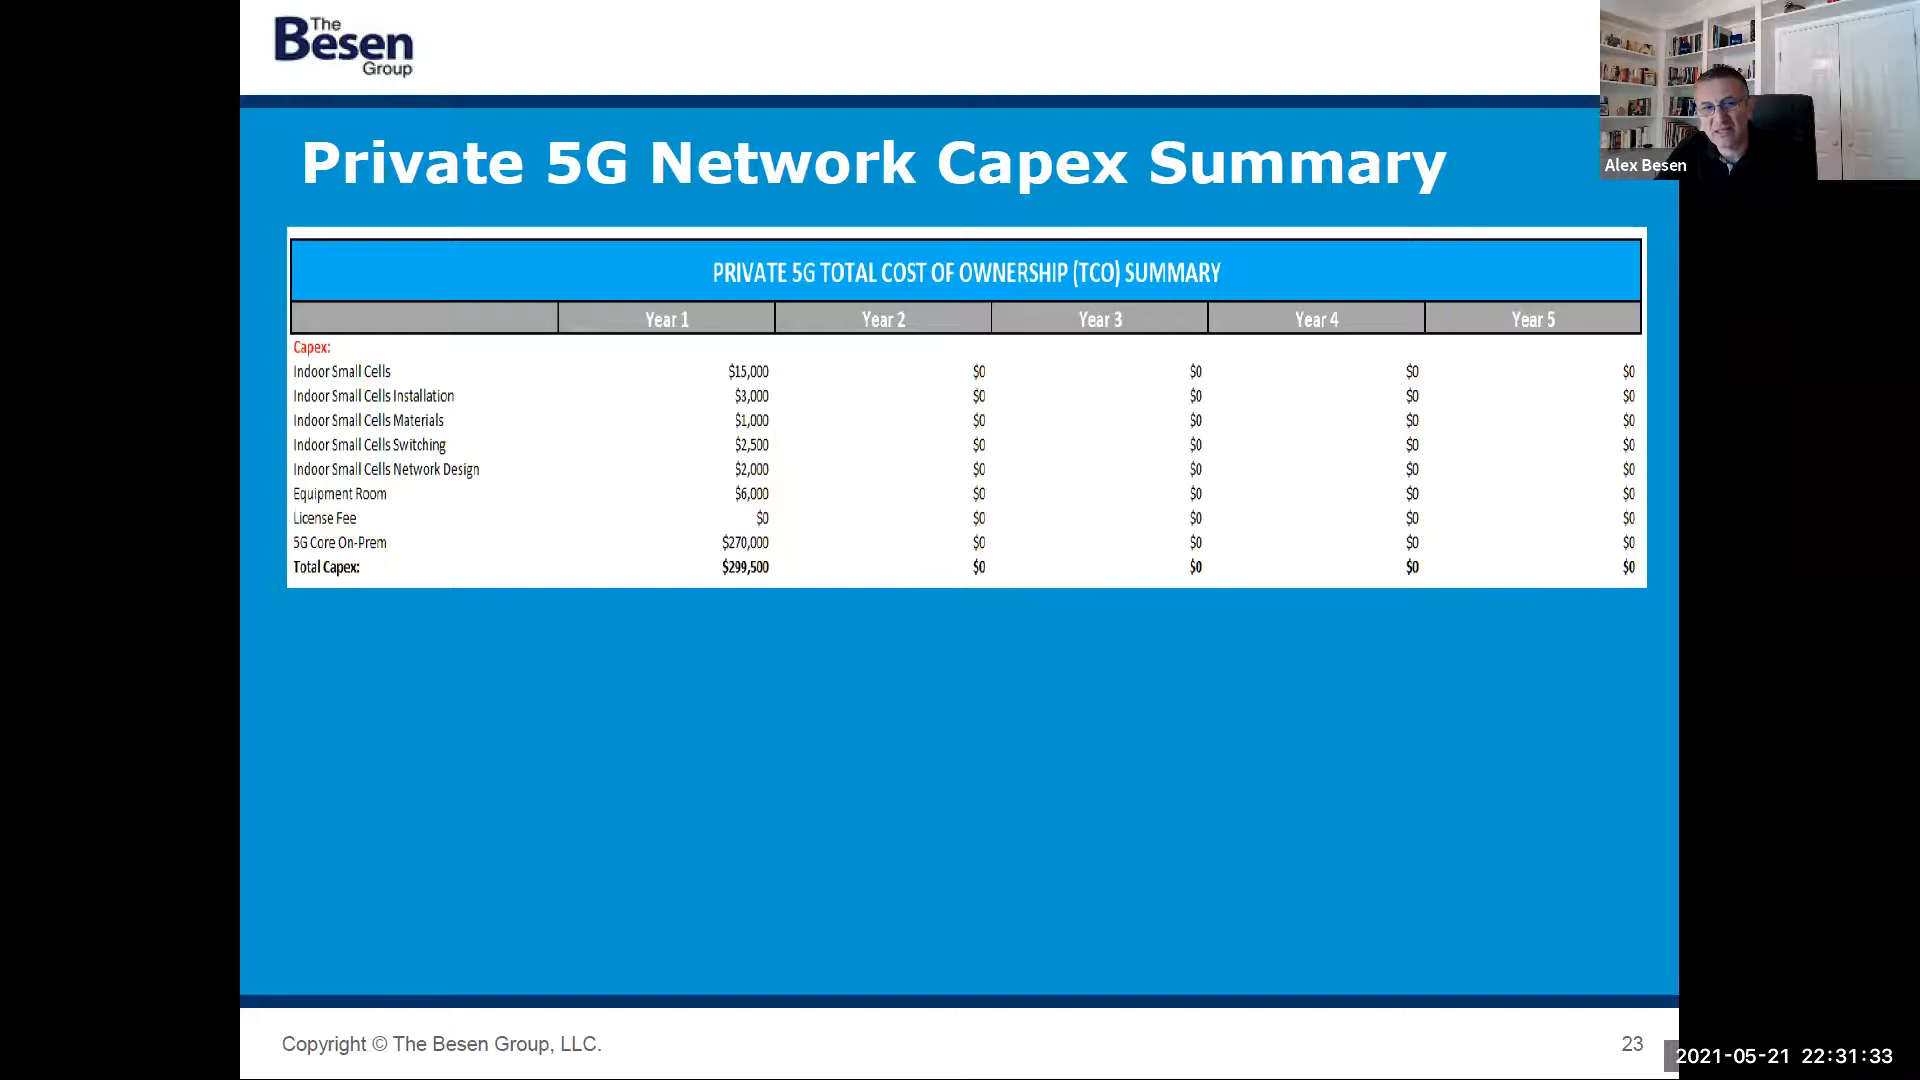 The
Besen
Group
Private 5G Network Capex Summary
Alex Besen
PRIVATE 5G TOTAL COST OF OWNERSHIP (TCO) SUMMARY
Year 1 Year 2 Year 3 Year 4 Year 5
Capex:
Indoor Small Cells $15,000 $0 $0 $0 $0
Indoor Small Cells Installation $3,000 $0 $0 $0 $0
Indoor Small Cells Materials $1,000 $0 $0 $0 $0
Indoor Small Cells Switching $2,500 $0 $0 $0 $0
Indoor Small Cells Network Design $2,000 $0 $0 $0 $0
Equipment Room $6,000 $0 $0 $0 $0
License Fee $0 $0 $0 $0 $0
5G Core On-Prem $270,000 $0 $0 $0 $0
Total Capex: $299,500 $0 $0 $0 $0
Copyright © The Besen Group, LLC. 23
2021-05-21 22:31:33